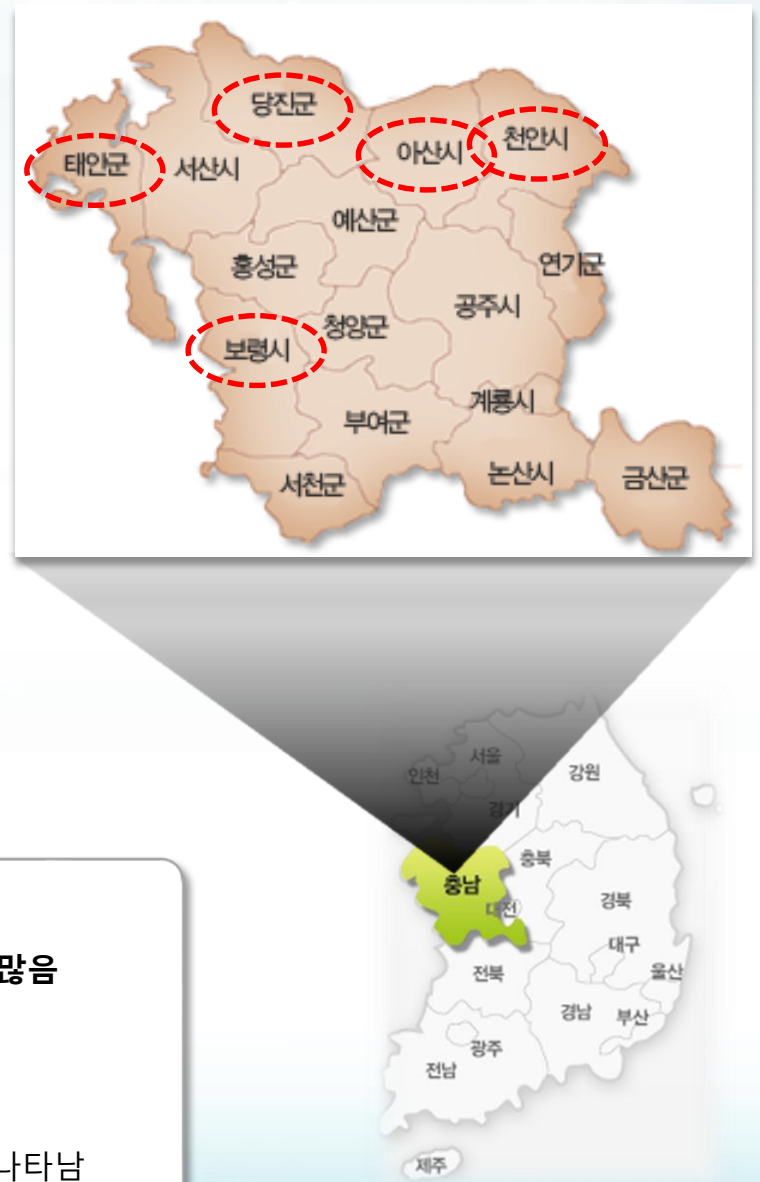 당진군
천안시
아산시
태안군
서산시
예산군
연기군
홍성군
공주시
청양군
보령시
계룡시
부여군
논산시
금산군
서천군
서울
강원
인천
경기
충북
충남
경북
대전
대구
많음
울산
전북
경남
부산
광주
전남
나타남
제주